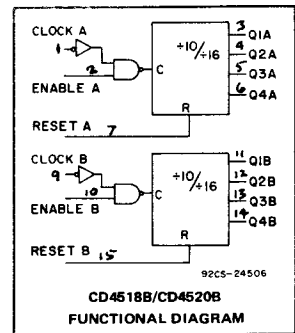 CLOCK A
1
2
ENABLE A
C
÷10/÷16
R
3 Q1A
4 Q2A
5 Q3A
6 Q4A
RESET A
7
CLOCK B
9
10
ENABLE B
C
÷10/÷16
R
11 Q1B
12 Q2B
13 Q3B
14 Q4B
RESET B
15
92CS-24506
CD4518B/CD4520B
FUNCTIONAL DIAGRAM